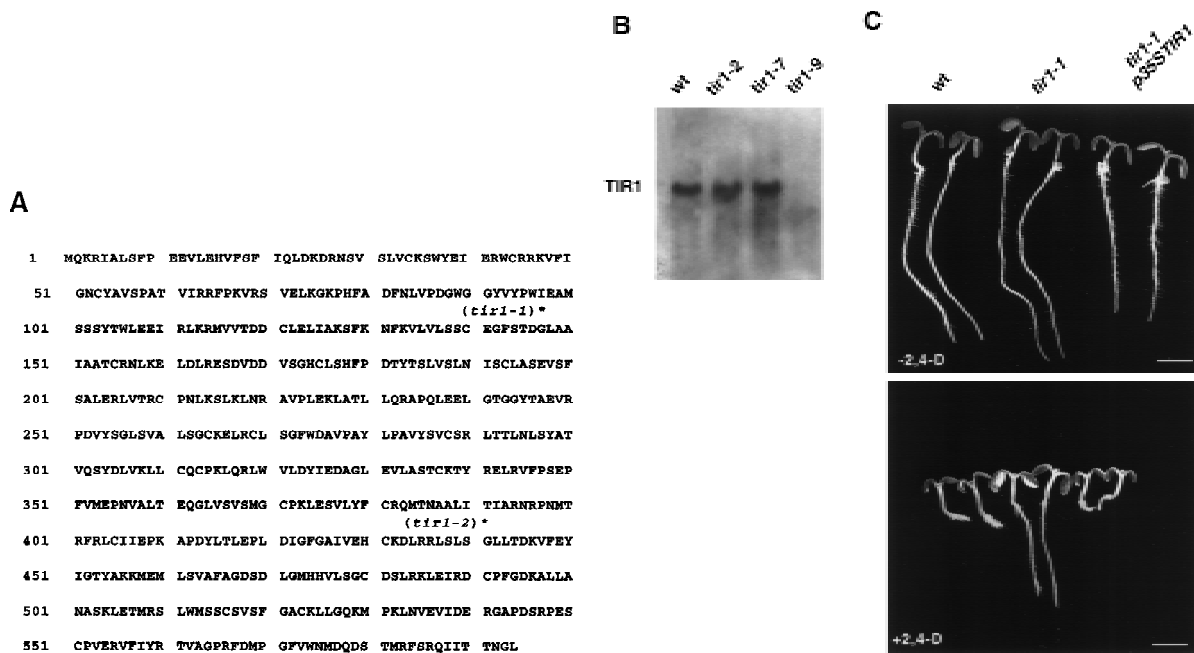 A
1 MQKRIALSFP EEVLEHVFSF IQLDKDRNSV SLVCKSWYEI ERWCRRKVFI
51 GNCYAVSPAT VIRRFPKVRS VELKGKPHFA DFNLVPDGWG GYVYPWIEAM
(tir1-1)*
101 SSSYTWLEEI RLKRMVVTDD CLELIAKSFK NFKVLVLSSC EGFSTDGLAA
151 IAATCRNLKE LDLRESDVDD VSGHCLSHFP DTYTSLVSLN ISCLASEVSF
201 SALERLVTRC PNLKSLKLNR AVPLEKLATL LQRAPQLEEL GTGGYTAEVR
251 PDVYSGLSVA LSGCKELRCL SGFWDAVPAY LPAVYSVCSR LTTLNLSYAT
301 VQSYDLVKLL CQCPKLQRLW VLDYIEDAGL EVLASTCKTY RELRVFPSEP
351 FVMEPNVALT EQGLVSVSMG CPKLESVLYF CRQMTNAALI TIARNRPNMT
(tir1-2)*
401 RFRLCIIEPK APDYLTLEPL DIGFGAIVEH CKDLRRLSLS GLLTDKVFEY
451 IGTYAKKMEM LSVAFAGDSD LGMHHVLSGC DSLRKLEIRD CPFGDKALLA
501 NASKLETMRS LWMSSCSVSF GACKLLGQKM PKLNVEVIDE RGAPDSRPES
551 CPVERVFIYR TVAGPRFDMP GFVWNMDQDS TMRFSRQIIT TNGL
B
wt tir1-2 tir1-7 tir1-9
TIR1
C
wt tir1-1 tir1-1 p35STIR1
-2,4-D
+2,4-D